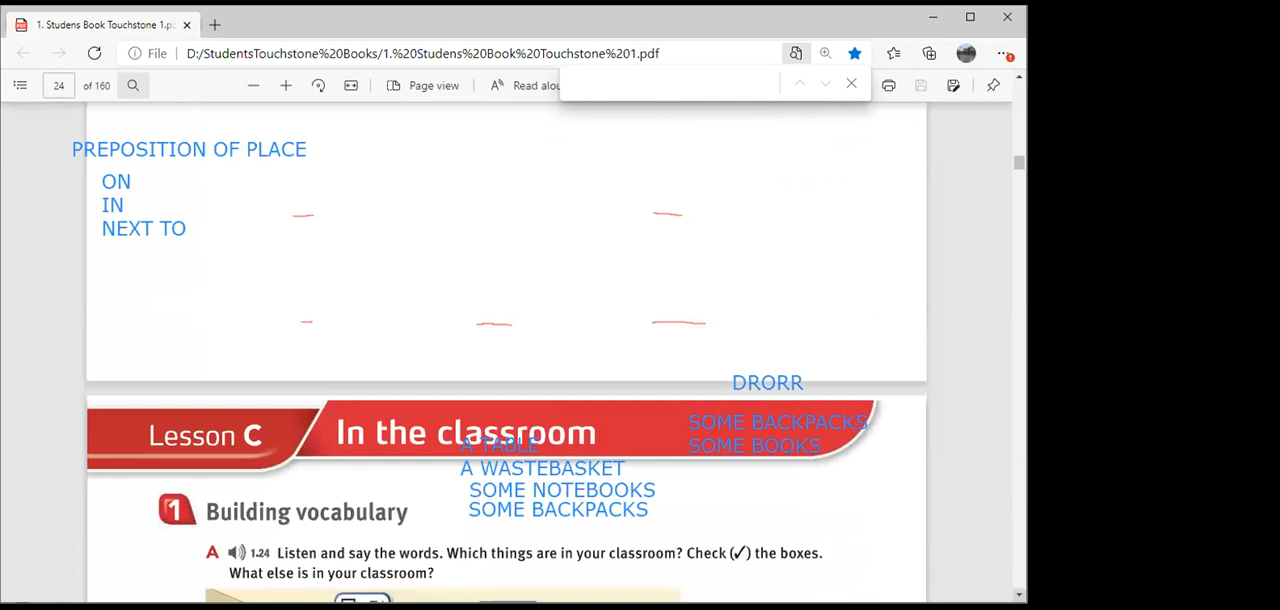 1. Studens Book Touchstone 1.pc
File
D:/StudentsTouchstone%20Books/1.%20Studens%20Book%20Touchstone%201.pdf
24
of 160
Page view
Read alou
PREPOSITION OF PLACE
ON
IN
NEXT TO
DRORR
SOME BACKPACKS
SOME BOOKS
Lesson C
In the classroom
A TABLE
A WASTEBASKET
SOME NOTEBOOKS
SOME BACKPACKS
1 Building vocabulary
A 1.24 Listen and say the words. Which things are in your classroom? Check (✓) the boxes.
What else is in your classroom?